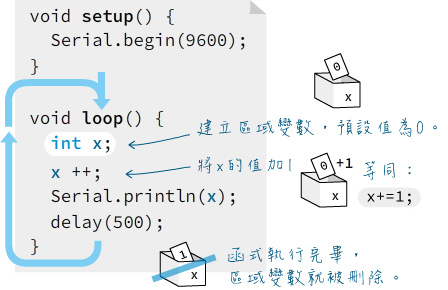 void setup() {
Serial.begin(9600);
}
0
x
void loop() {
int x;
建立區域變數，預設值為0。
x ++;
將x的值加1
0
+1
x
等同：
x+=1;
Serial.println(x);
delay(500);
}
1
x
函式執行完畢，
區域變數就被刪除。